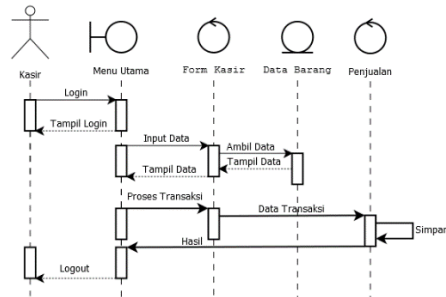 Kasir
Menu Utama
Form Kasir
Data Barang
Penjualan
Login
Tampil Login
Input Data
Ambil Data
Tampil Data
Tampil Data
Proses Transaksi
Data Transaksi
Simpan
Hasil
Logout